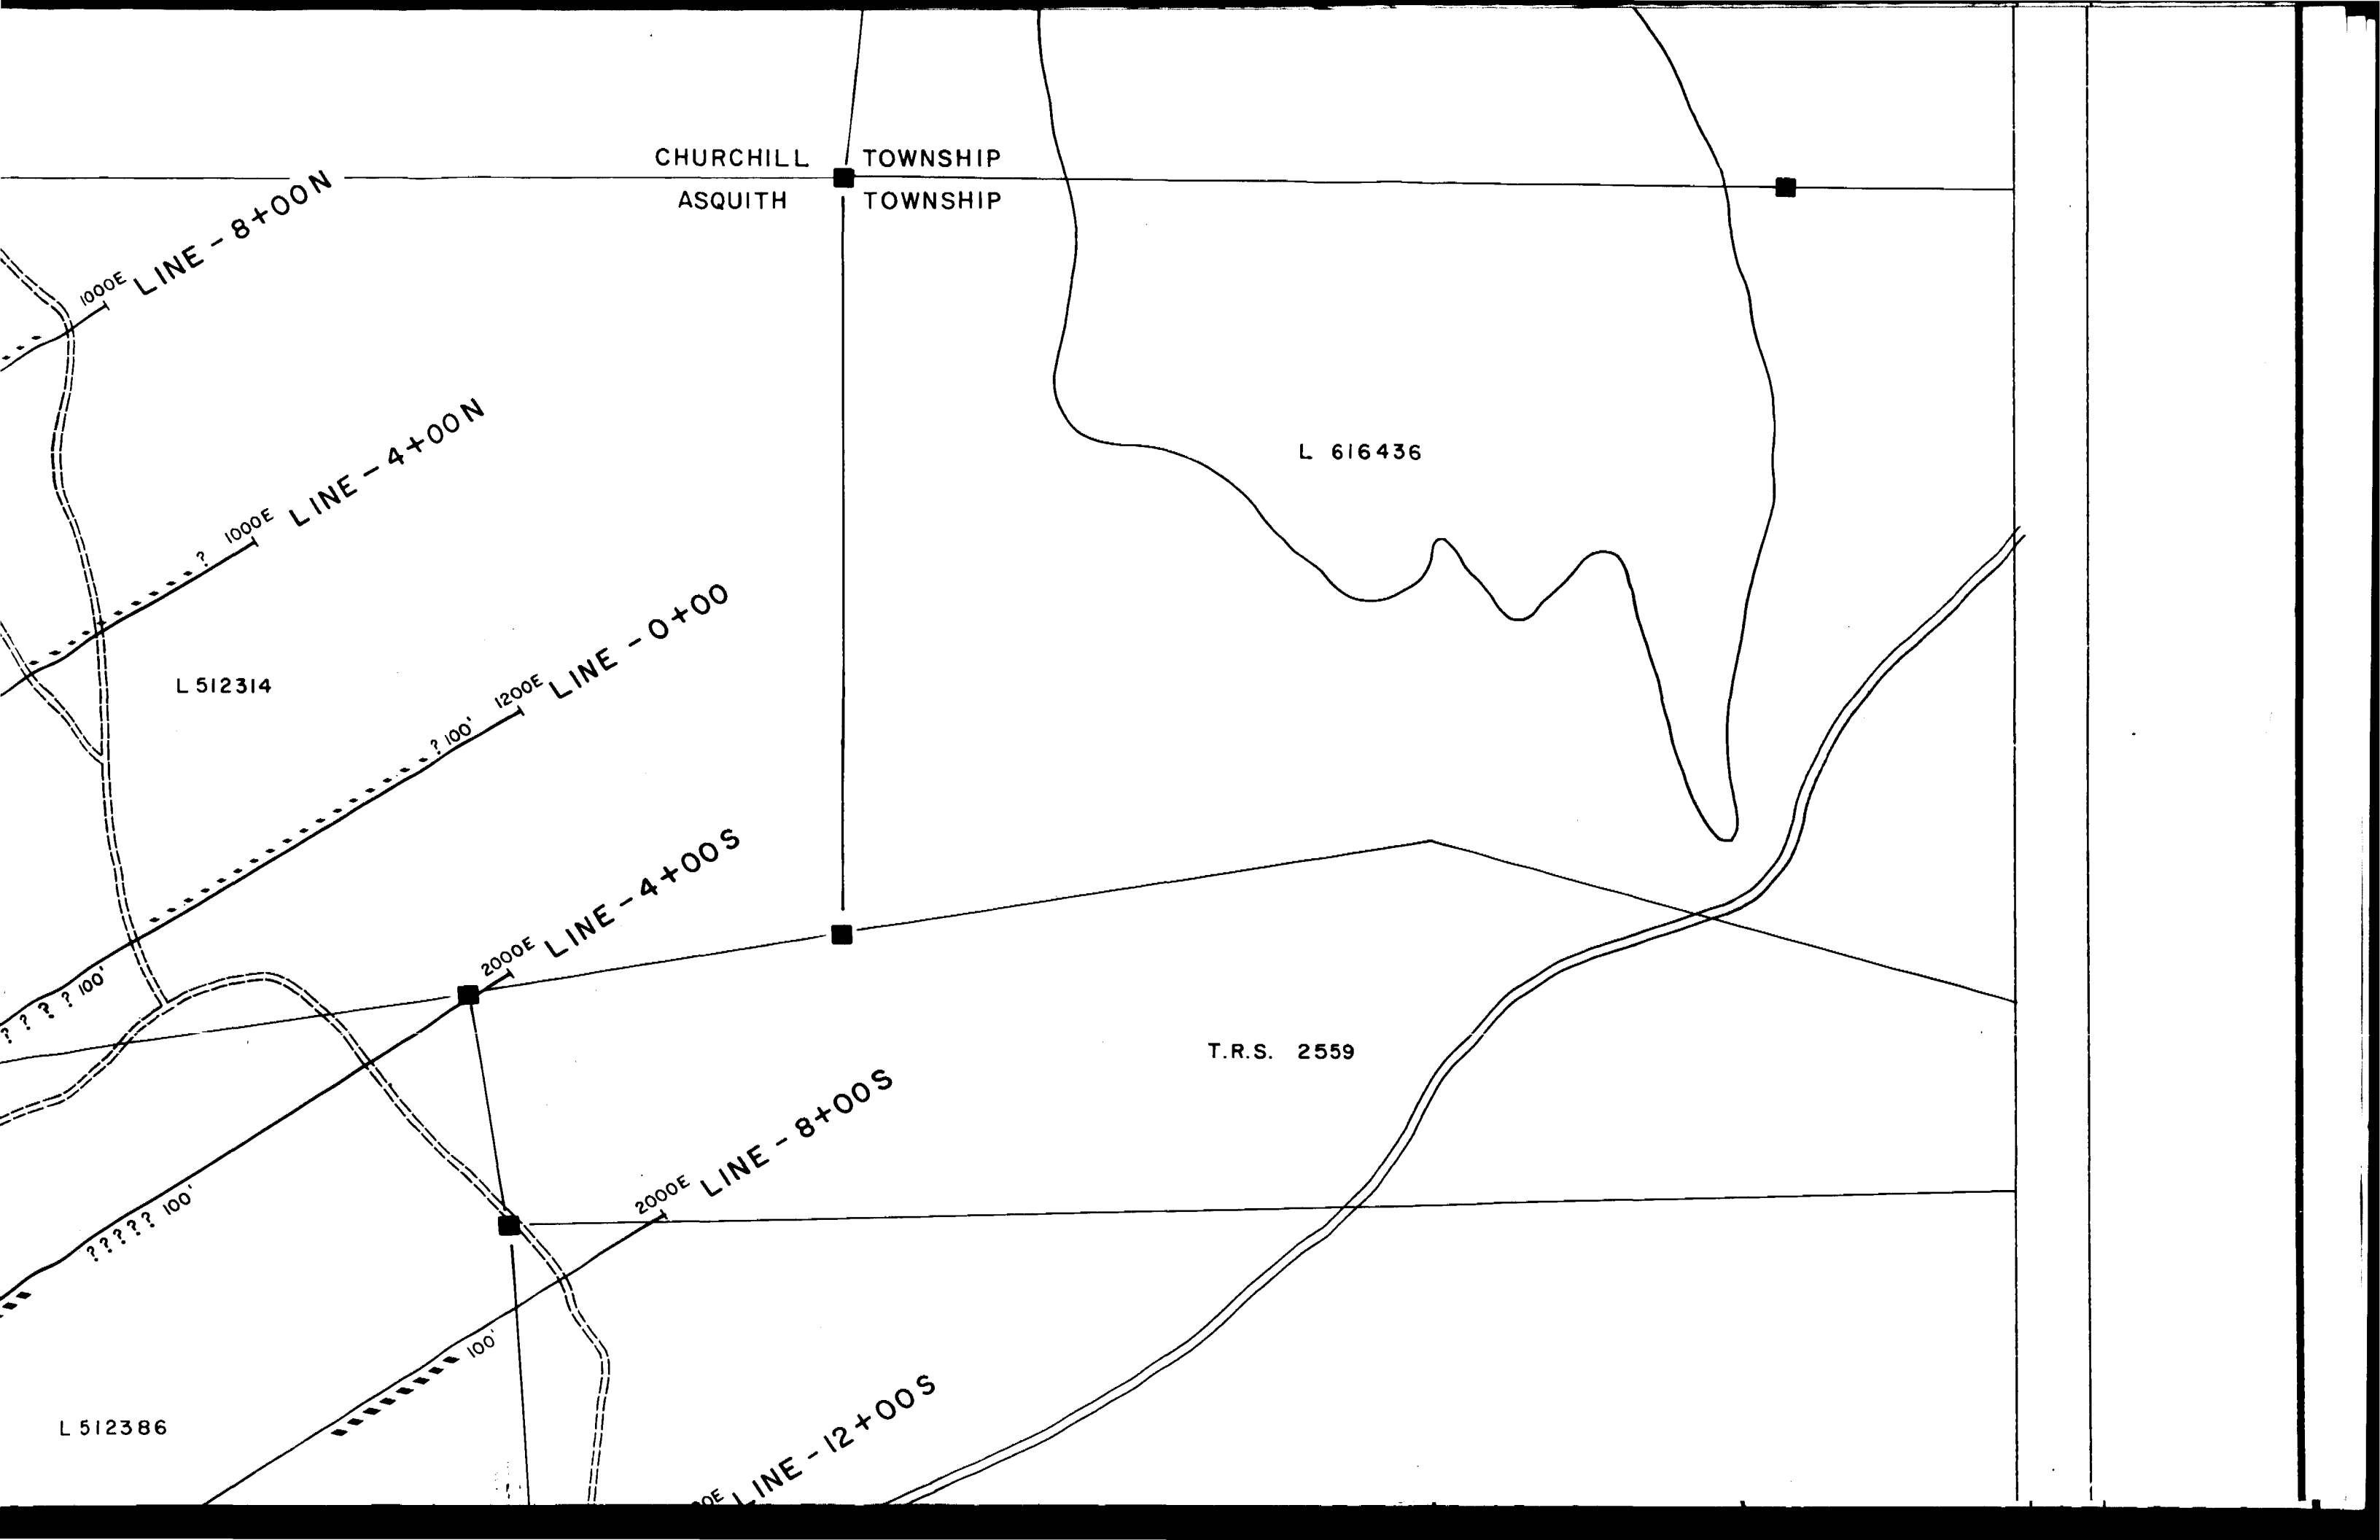 CHURCHILL TOWNSHIP
ASQUITH TOWNSHIP
LINE - 8+00N
1000E
LINE - 4+00N
1000E
?
L 616436
LINE - 0+00
1200E
? 100'
L 512314
LINE - 4+00S
2000E
? ? ? ? 100'
T.R.S. 2559
LINE - 8+00S
2000E
????? 100'
100'
LINE - 12+00S
L 512386